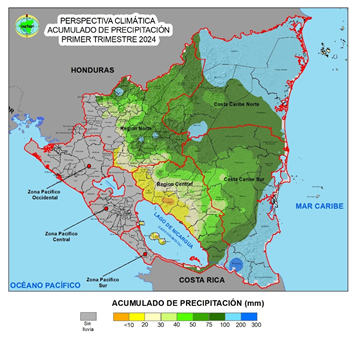 PERSPECTIVA CLIMÁTICA
ACUMULADO DE PRECIPITACIÓN
PRIMER TRIMESTRE 2024
HONDURAS
Costa Caribe Norte
Región Norte
Región Central
Costa Caribe Sur
Zona Pacífico
Occidental
Zona Pacífico
Central
LAGO DE NICARAGUA
MAR CARIBE
Zona Pacífico
Sur
COSTA RICA
OCÉANO PACÍFICO
ACUMULADO DE PRECIPITACIÓN (mm)
Sin
lluvia
<10 20 30 40 50 75 100 120 200 300